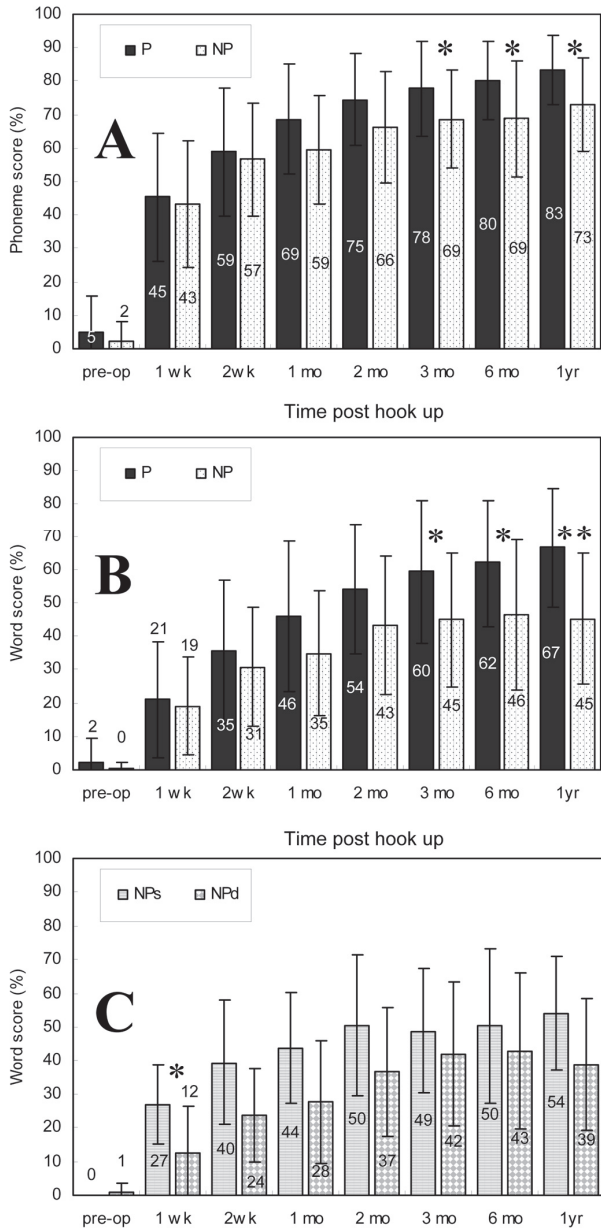 100
90
80
70
60
50
40
30
20
10
0
Phoneme score (%)
P NP
A
* * *
5 2 45 43 59 57 69 59 75 66 78 69 80 69 83 73
pre-op 1 wk 2wk 1 mo 2 mo 3 mo 6 mo 1yr
Time post hook up
100
90
80
70
60
50
40
30
20
10
0
Word score (%)
P NP
B
* * **
2 0 21 19 35 31 46 35 54 43 60 45 62 46 67 45
pre-op 1 wk 2wk 1 mo 2 mo 3 mo 6 mo 1yr
Time post hook up
100
90
80
70
60
50
40
30
20
10
0
Word score (%)
NPs NPd
C
*
0 1 27 12 40 24 44 28 50 37 49 42 50 43 54 39
pre-op 1 wk 2wk 1 mo 2 mo 3 mo 6 mo 1yr